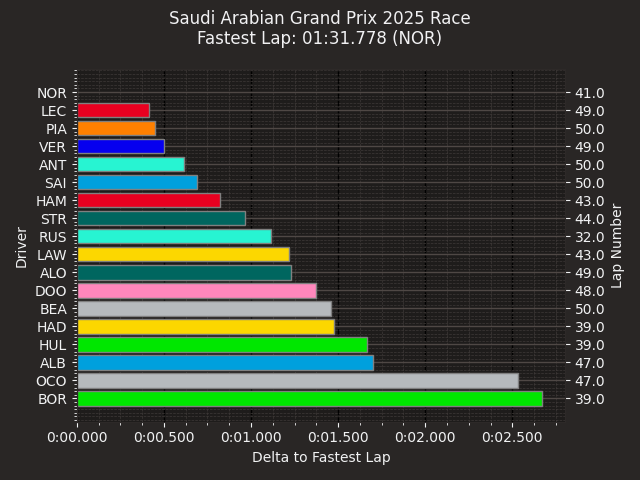 Saudi Arabian Grand Prix 2025 Race
Fastest Lap: 01:31.778 (NOR)
NOR 41.0
LEC 49.0
PIA 50.0
VER 49.0
ANT 50.0
SAI 50.0
HAM 43.0
STR 44.0
RUS 32.0
LAW 43.0
ALO 49.0
DOO 48.0
BEA 50.0
HAD 39.0
HUL 39.0
ALB 47.0
OCO 47.0
BOR 39.0
Driver
Lap Number
0:00.000 0:00.500 0:01.000 0:01.500 0:02.000 0:02.500
Delta to Fastest Lap